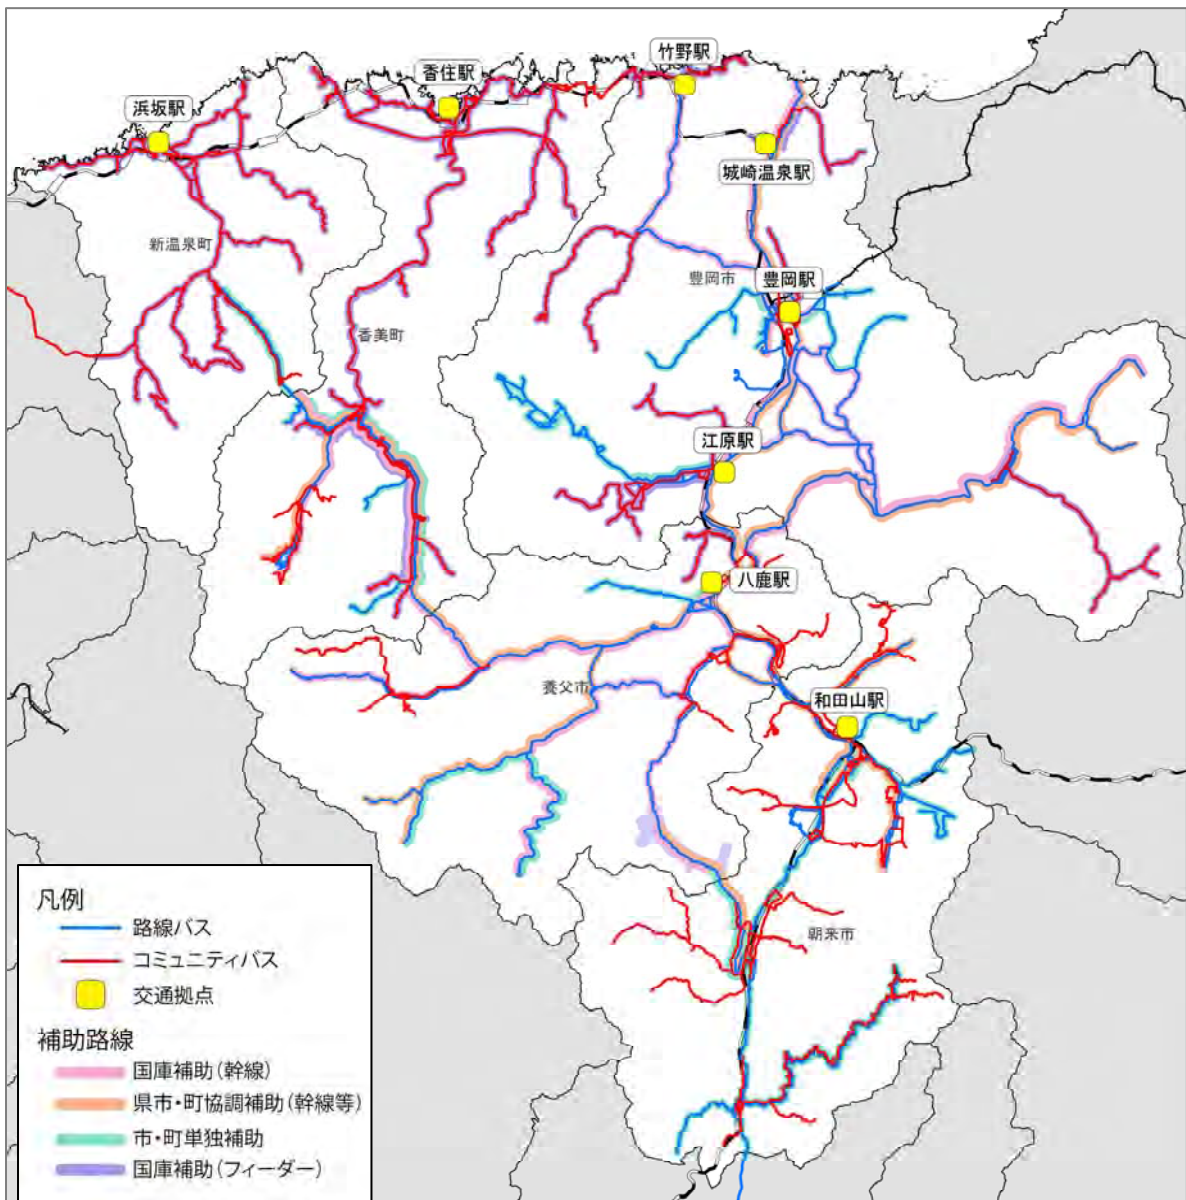 竹野駅
香住駅
浜坂駅
城崎温泉駅
新温泉町
豊岡市
豊岡駅
香美町
江原駅
八鹿駅
養父市
和田山駅
朝来市
凡例
路線バス
コミュニティバス
交通拠点
補助路線
国庫補助(幹線)
県市・町協調補助(幹線等)
市・町単独補助
国庫補助(フィーダー)